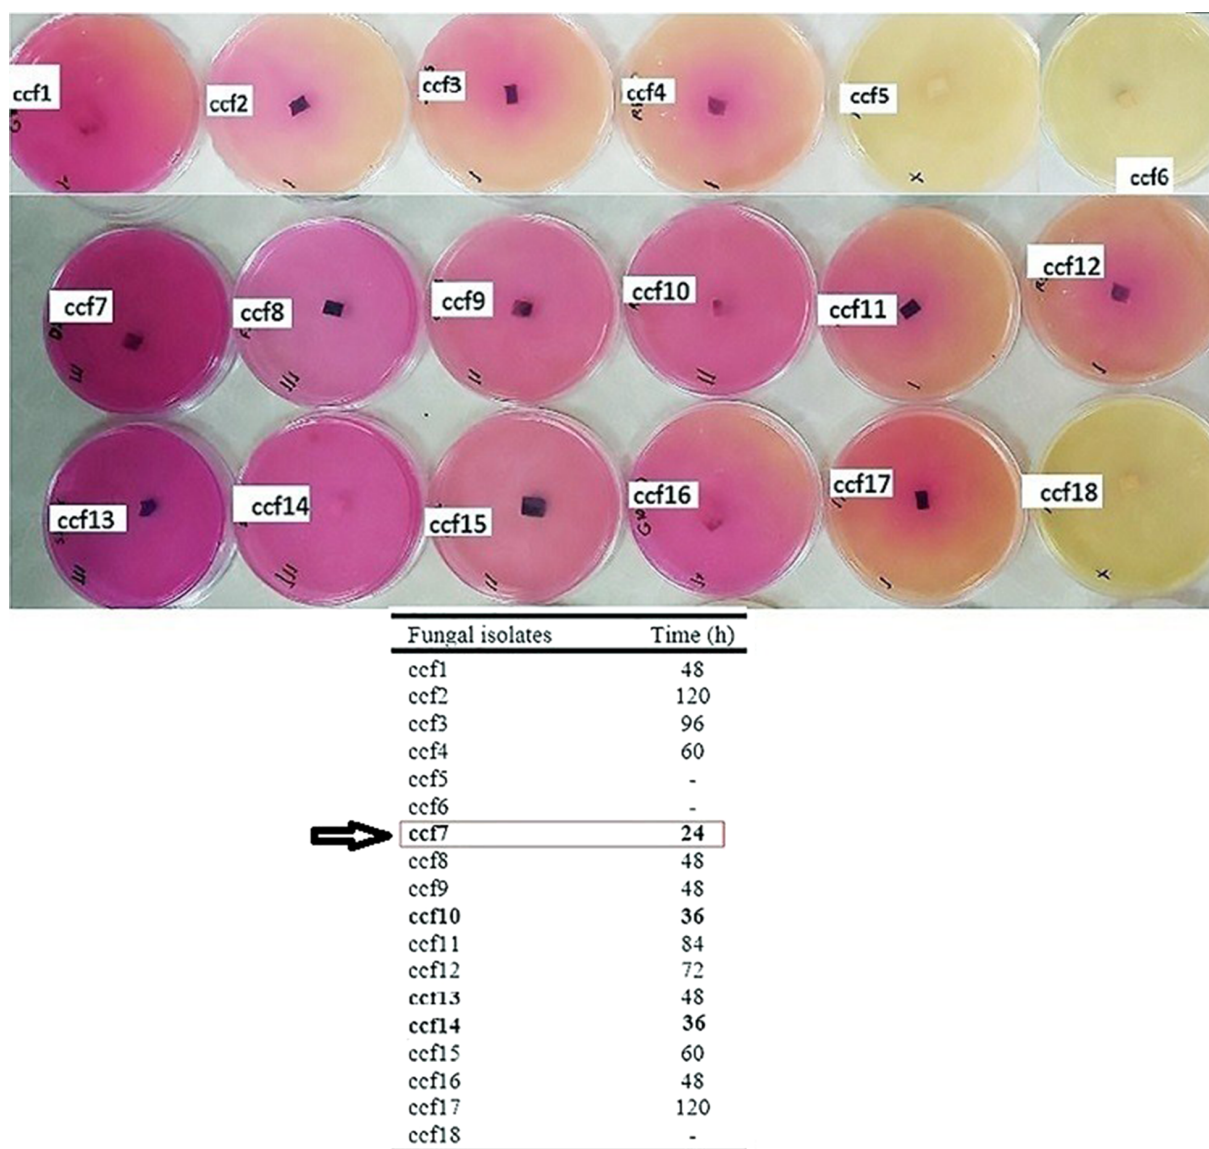 ccf1
ccf2
ccf3
ccf4
ccf5
ccf6
ccf7
ccf8
ccf9
ccf10
ccf11
ccf12
ccf13
ccf14
ccf15
ccf16
ccf17
ccf18
Fungal isolates Time (h)
ccf1 48
ccf2 120
ccf3 96
ccf4 60
ccf5 -
ccf6 -
ccf7 24
ccf8 48
ccf9 48
ccf10 36
ccf11 84
ccf12 72
ccf13 48
ccf14 36
ccf15 60
ccf16 48
ccf17 120
ccf18 -